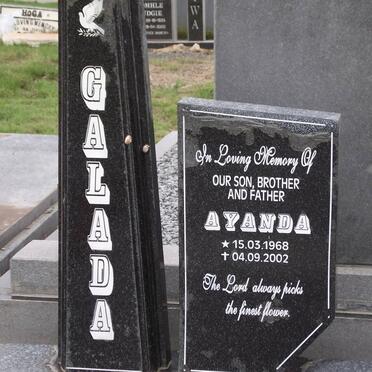 HOGA
GALADA
In Loving Memory Of
OUR SON, BROTHER
AND FATHER
AYANDA
★ 15.03.1968
✝ 04.09.2002
The Lord always picks
the finest flower.